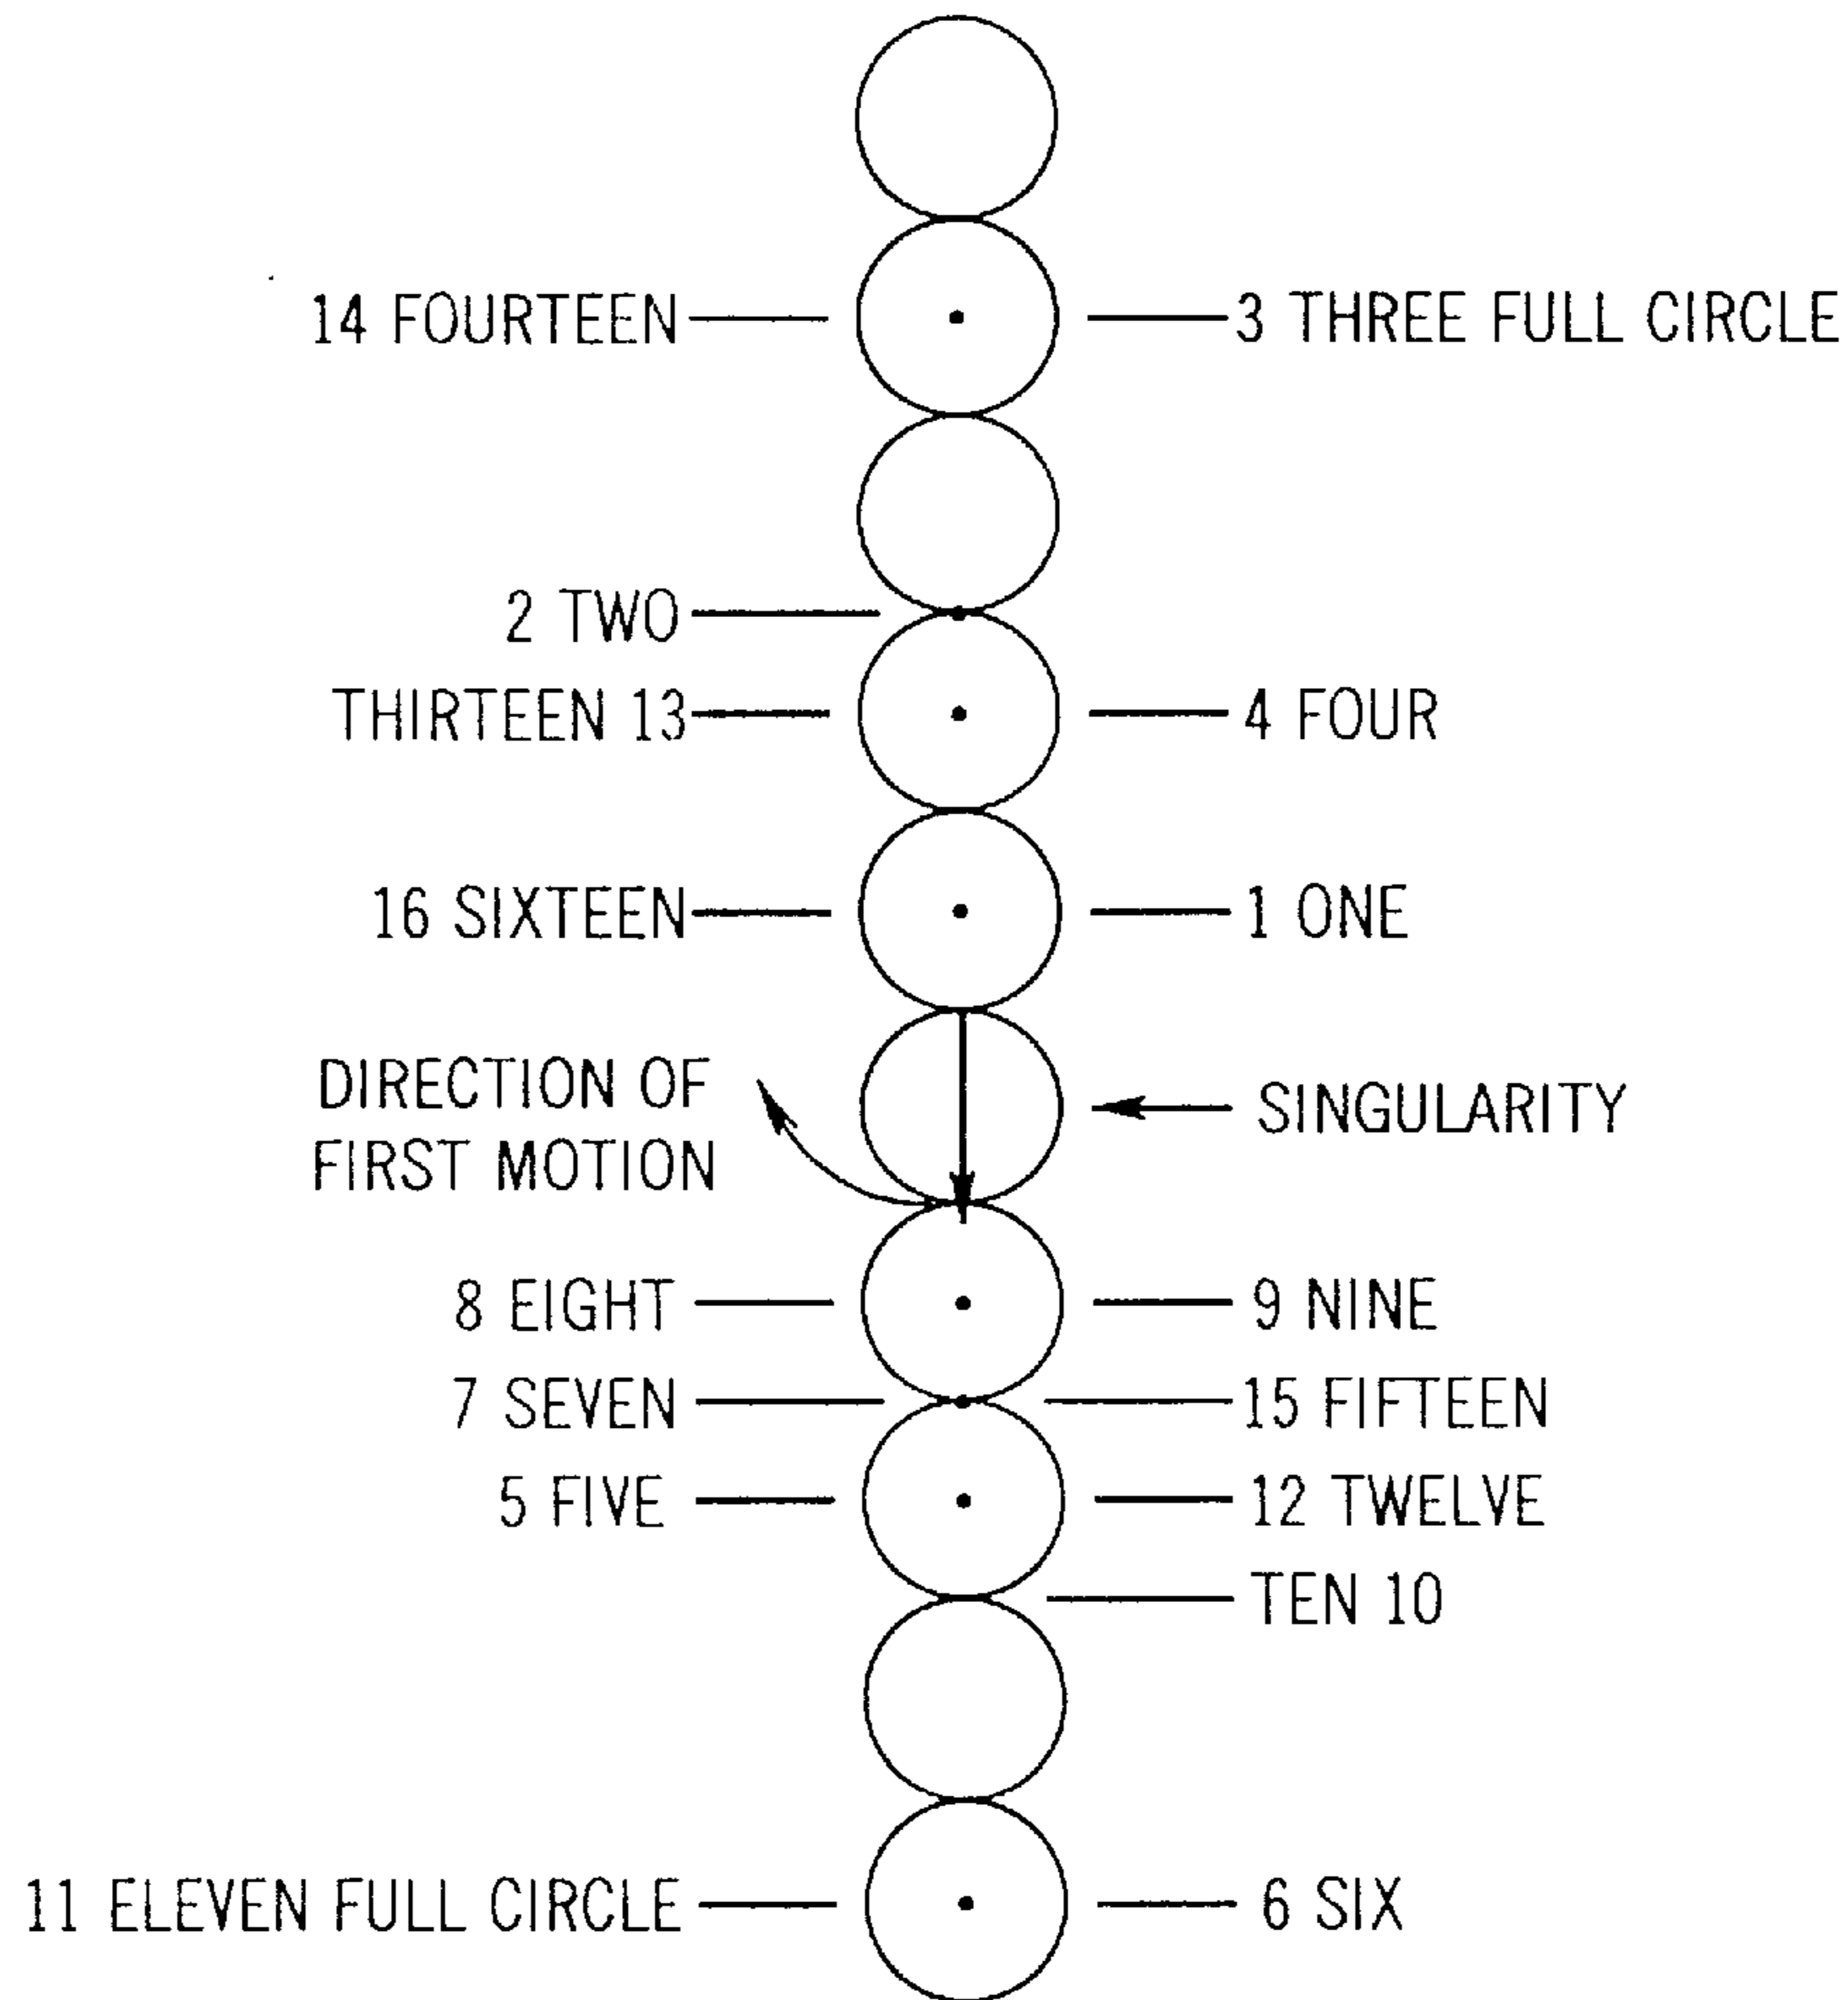 14 FOURTEEN
3 THREE FULL CIRCLE
2 TWO
THIRTEEN 13
4 FOUR
16 SIXTEEN
1 ONE
DIRECTION OF
FIRST MOTION
SINGULARITY
8 EIGHT
9 NINE
7 SEVEN
15 FIFTEEN
5 FIVE
12 TWELVE
TEN 10
11 ELEVEN FULL CIRCLE
6 SIX